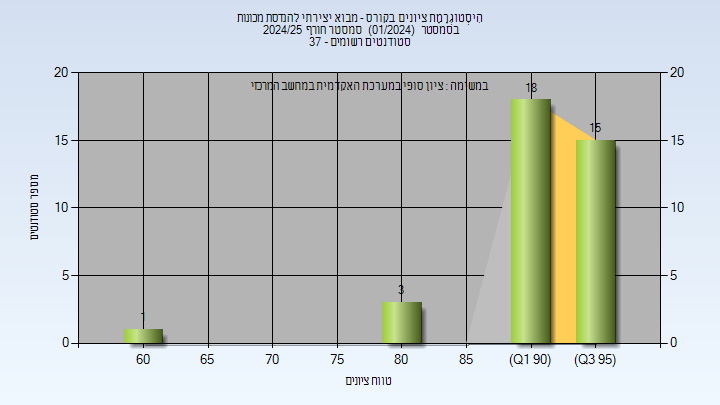 היסטוגרמת ציונים בקורס - מבוא יצירתי להנדסת מכונות
בסמסטר (01/2024) סמסטר חורף 2024/25
סטודנטים רשומים - 37
במשימה : ציון סופי במערכת האקדמית במחשב המרכזי
20 20
18
15 15
15
מספר סטודנטים
10 10
5 5
3
1
0 0
60 65 70 75 80 85 (Q1 90) (Q3 95)
טווח ציונים